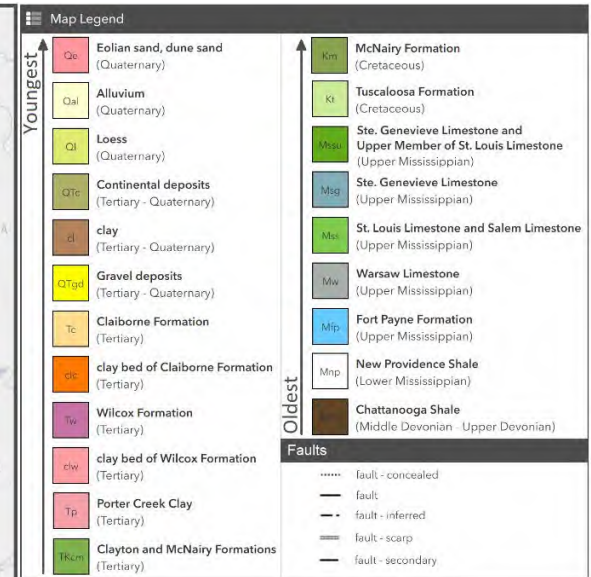 Map Legend
Youngest
Qe
Eolian sand, dune sand
(Quaternary)
Qal
Alluvium
(Quaternary)
Ql
Loess
(Quaternary)
QTc
Continental deposits
(Tertiary - Quaternary)
cl
clay
(Tertiary - Quaternary)
QTgd
Gravel deposits
(Tertiary - Quaternary)
Tc
Claiborne Formation
(Tertiary)
clc
clay bed of Claiborne Formation
(Tertiary)
Tw
Wilcox Formation
(Tertiary)
clw
clay bed of Wilcox Formation
(Tertiary)
Tp
Porter Creek Clay
(Tertiary)
TKcm
Clayton and McNairy Formations
(Tertiary)
Oldest
Km
McNairy Formation
(Cretaceous)
Kt
Tuscaloosa Formation
(Cretaceous)
Mssu
Ste. Genevieve Limestone and
Upper Member of St. Louis Limestone
(Upper Mississippian)
Msg
Ste. Genevieve Limestone
(Upper Mississippian)
St. Louis Limestone and Salem Limestone
(Upper Mississippian)
Mw
Warsaw Limestone
(Upper Mississippian)
Mfp
Fort Payne Formation
(Upper Mississippian)
Mnp
New Providence Shale
(Lower Mississippian)
Chattanooga Shale
(Middle Devonian - Upper Devonian)
Faults
fault - concealed
fault
fault - inferred
fault - scarp
fault - secondary